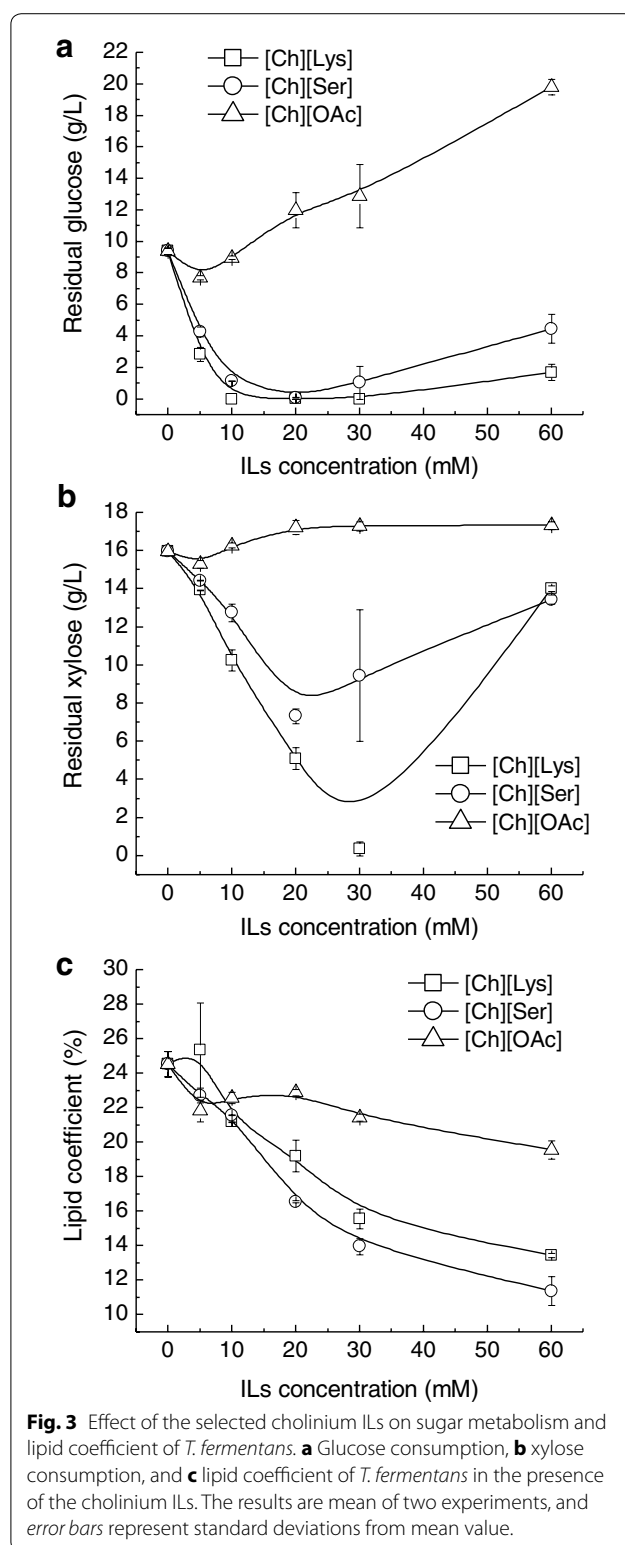 a
[Ch][Lys]
[Ch][Ser]
[Ch][OAc]
Residual glucose (g/L)
22
20
18
16
14
12
10
8
6
4
2
0
0 10 20 30 40 50 60
ILs concentration (mM)
b
Residual xylose (g/L)
18
16
14
12
10
8
6
4
2
0
[Ch][Lys]
[Ch][Ser]
[Ch][OAc]
0 10 20 30 40 50 60
ILs concentration (mM)
c
[Ch][Lys]
[Ch][Ser]
[Ch][OAc]
Lipid coefficient (%)
30
28
26
24
22
20
18
16
14
12
10
0 10 20 30 40 50 60
ILs concentration (mM)
Fig. 3 Effect of the selected cholinium ILs on sugar metabolism and
lipid coefficient of T. fermentans. a Glucose consumption, b xylose
consumption, and c lipid coefficient of T. fermentans in the presence
of the cholinium ILs. The results are mean of two experiments, and
error bars represent standard deviations from mean value.